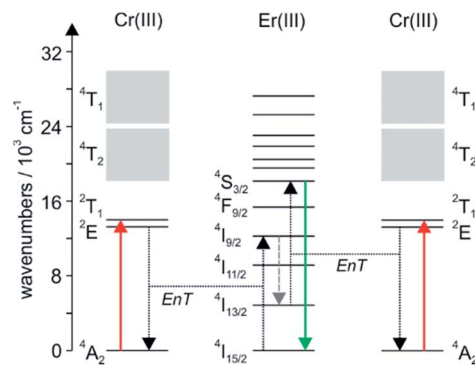 Cr(III) Er(III) Cr(III)
wavenumbers / 10³ cm⁻¹
32
24
16
8
0
⁴T₁
⁴T₂
²T₁
²E
⁴A₂
EnT
⁴S₃/₂
⁴F₉/₂
⁴I₉/₂
⁴I₁₁/₂
⁴I₁₃/₂
⁴I₁₅/₂
EnT
⁴T₁
⁴T₂
²T₁
²E
⁴A₂